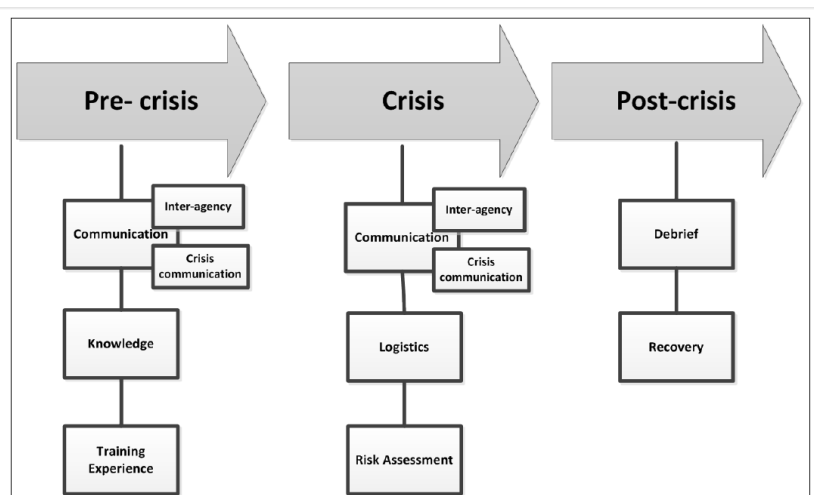 Pre- crisis
Crisis
Post-crisis
Inter-agency
Communication
Crisis
communication
Knowledge
Training
Experience
Inter-agency
Communication
Crisis
communication
Logistics
Risk Assessment
Debrief
Recovery